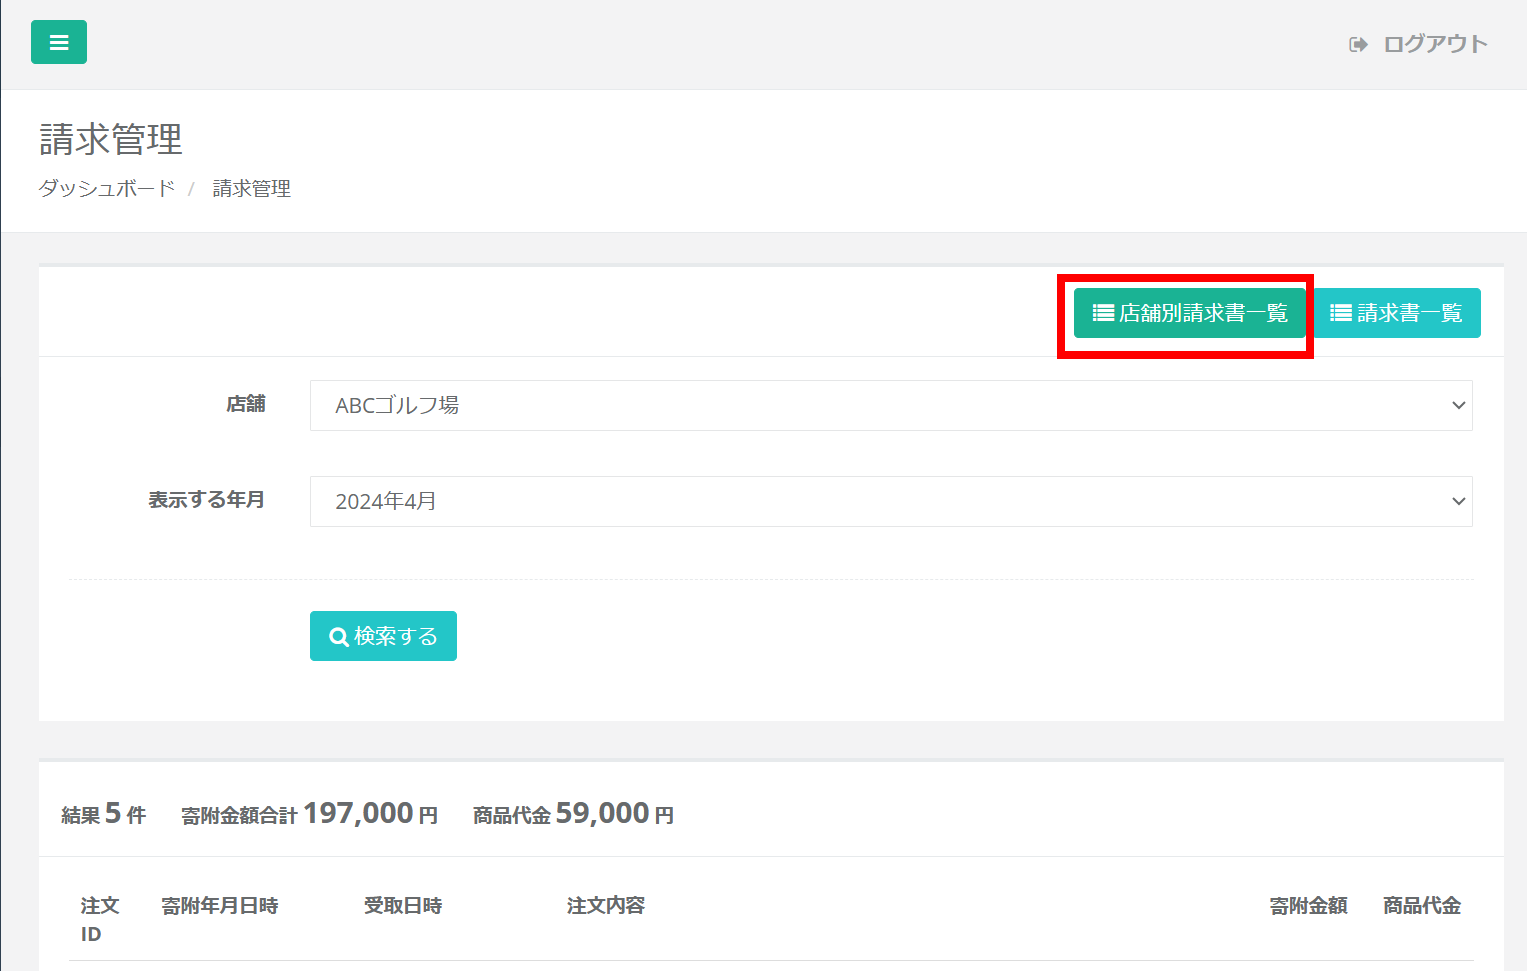 ログアウト
請求管理
ダッシュボード / 請求管理
店舗別請求書一覧 請求書一覧
店舗 ABCゴルフ場
表示する年月 2024年4月
検索する
結果 5 件 寄附金額合計 197,000 円 商品代金 59,000 円
注文ID 寄附年月日時 受取日時 注文内容 寄附金額 商品代金